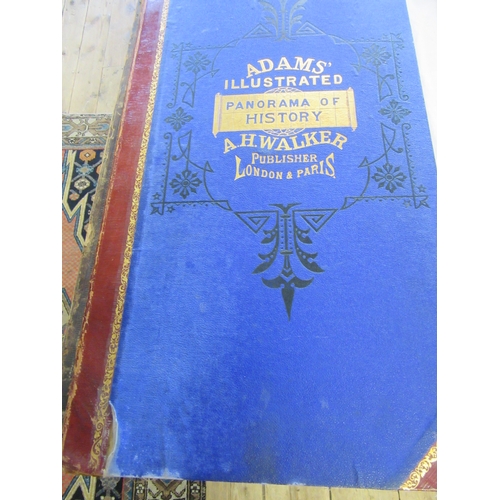 ADAMS'
ILLUSTRATED
PANORAMA OF
HISTORY
A.H. WALKER
PUBLISHER
LONDON & PARIS.